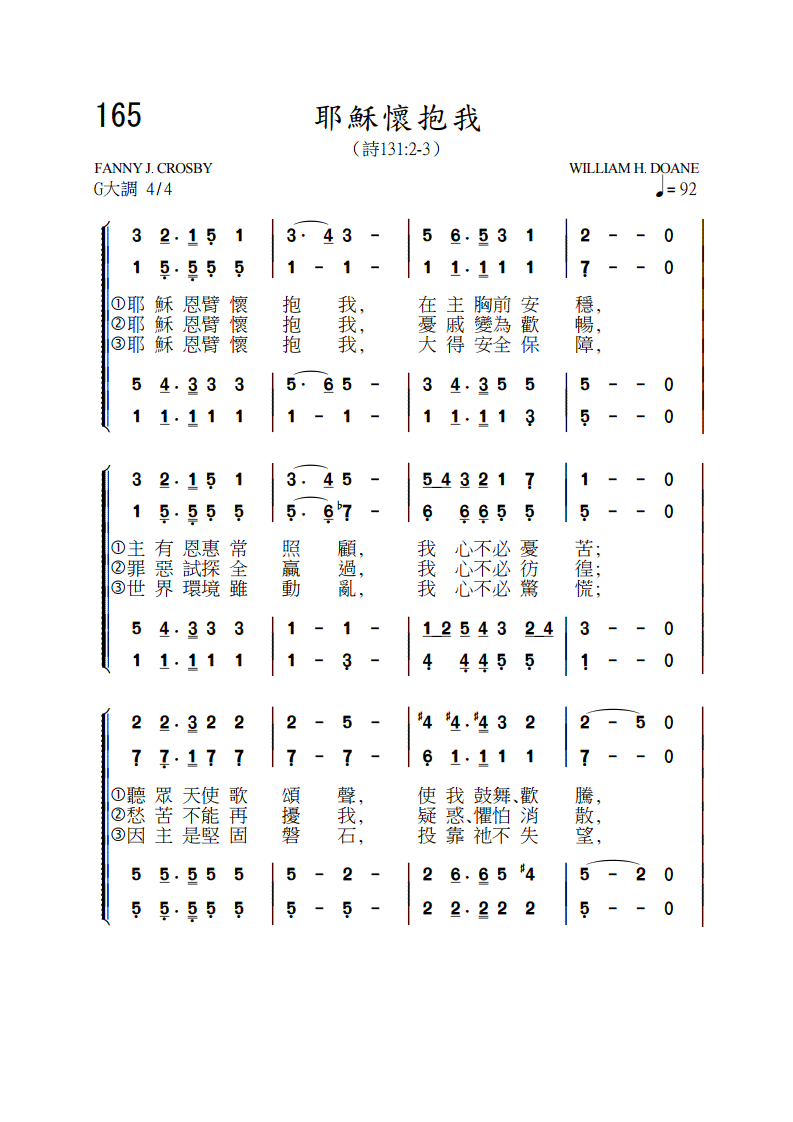 165
耶穌懷抱我
（詩131:2-3）
FANNY J. CROSBY
WILLIAM H. DOANE
G大調 4/4
♩= 92
3 2. 1 5 1 3· 4 3 - 5 6. 5 3 1 2 - - 0
1 5. 5 5 5 1 - 1 - 1 1. 1 1 1 7 - - 0
①耶 穌 恩臂 懷 抱 我， 在 主 胸前 安 穩，
②耶 穌 恩臂 懷 抱 我， 憂 戚 變為 歡 暢，
③耶 穌 恩臂 懷 抱 我， 大 得 安全 保 障，
5 4. 3 3 3 5· 6 5 - 3 4. 3 5 5 5 - - 0
1 1. 1 1 1 1 - 1 - 1 1. 1 1 3 5 - - 0
3 2. 1 5 1 3. 4 5 - 5 4 3 2 1 7 1 - - 0
1 5. 5 5 5 5. 6 ♭7 - 6 6 6 5 5 5 - - 0
①主 有 恩惠 常 照 顧， 我 心不必 憂 苦；
②罪 惡 試探 全 贏 過， 我 心不必 彷 徨；
③世 界 環境 雖 動 亂， 我 心不必 驚 慌；
5 4. 3 3 3 1 - 1 - 1 2 5 4 3 2 4 3 - - 0
1 1. 1 1 1 1 - 3 - 4 4 4 5 5 1 - - 0
2 2. 3 2 2 2 - 5 - ♯4 ♯4. ♯4 3 2 2 - 5 0
7 7. 1 7 7 7 - 7 - 6 1. 1 1 1 7 - - 0
①聽 眾 天使 歌 頌 聲， 使 我 鼓舞、歡 騰，
②愁 苦 不能 再 擾 我， 疑 惑、懼怕 消 散，
③因 主 是堅 固 磐 石， 投 靠 祂不 失 望，
5 5. 5 5 5 5 - 2 - 2 6. 6 5 ♯4 5 - 2 0
5 5. 5 5 5 5 - 5 - 2 2. 2 2 2 5 - - 0